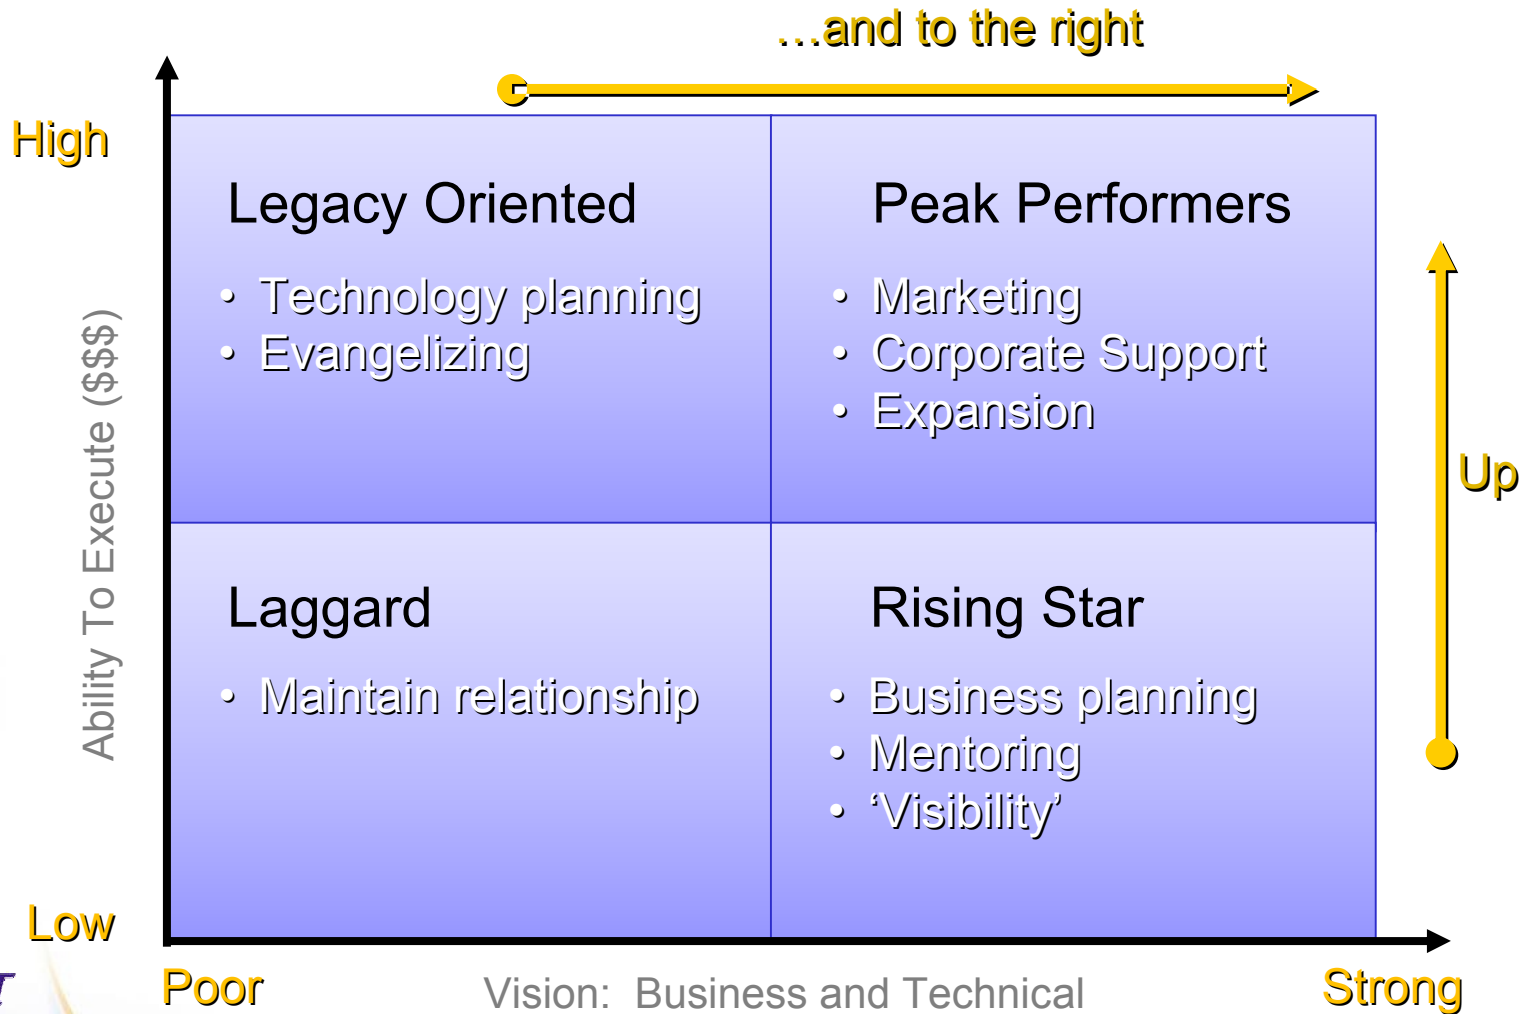 …and to the right
High
Legacy Oriented
• Technology planning
• Evangelizing
Peak Performers
• Marketing
• Corporate Support
• Expansion
Up
Ability To Execute ($$$)
Laggard
• Maintain relationship
Rising Star
• Business planning
• Mentoring
• ‘Visibility’
Low
Poor
Vision: Business and Technical
Strong